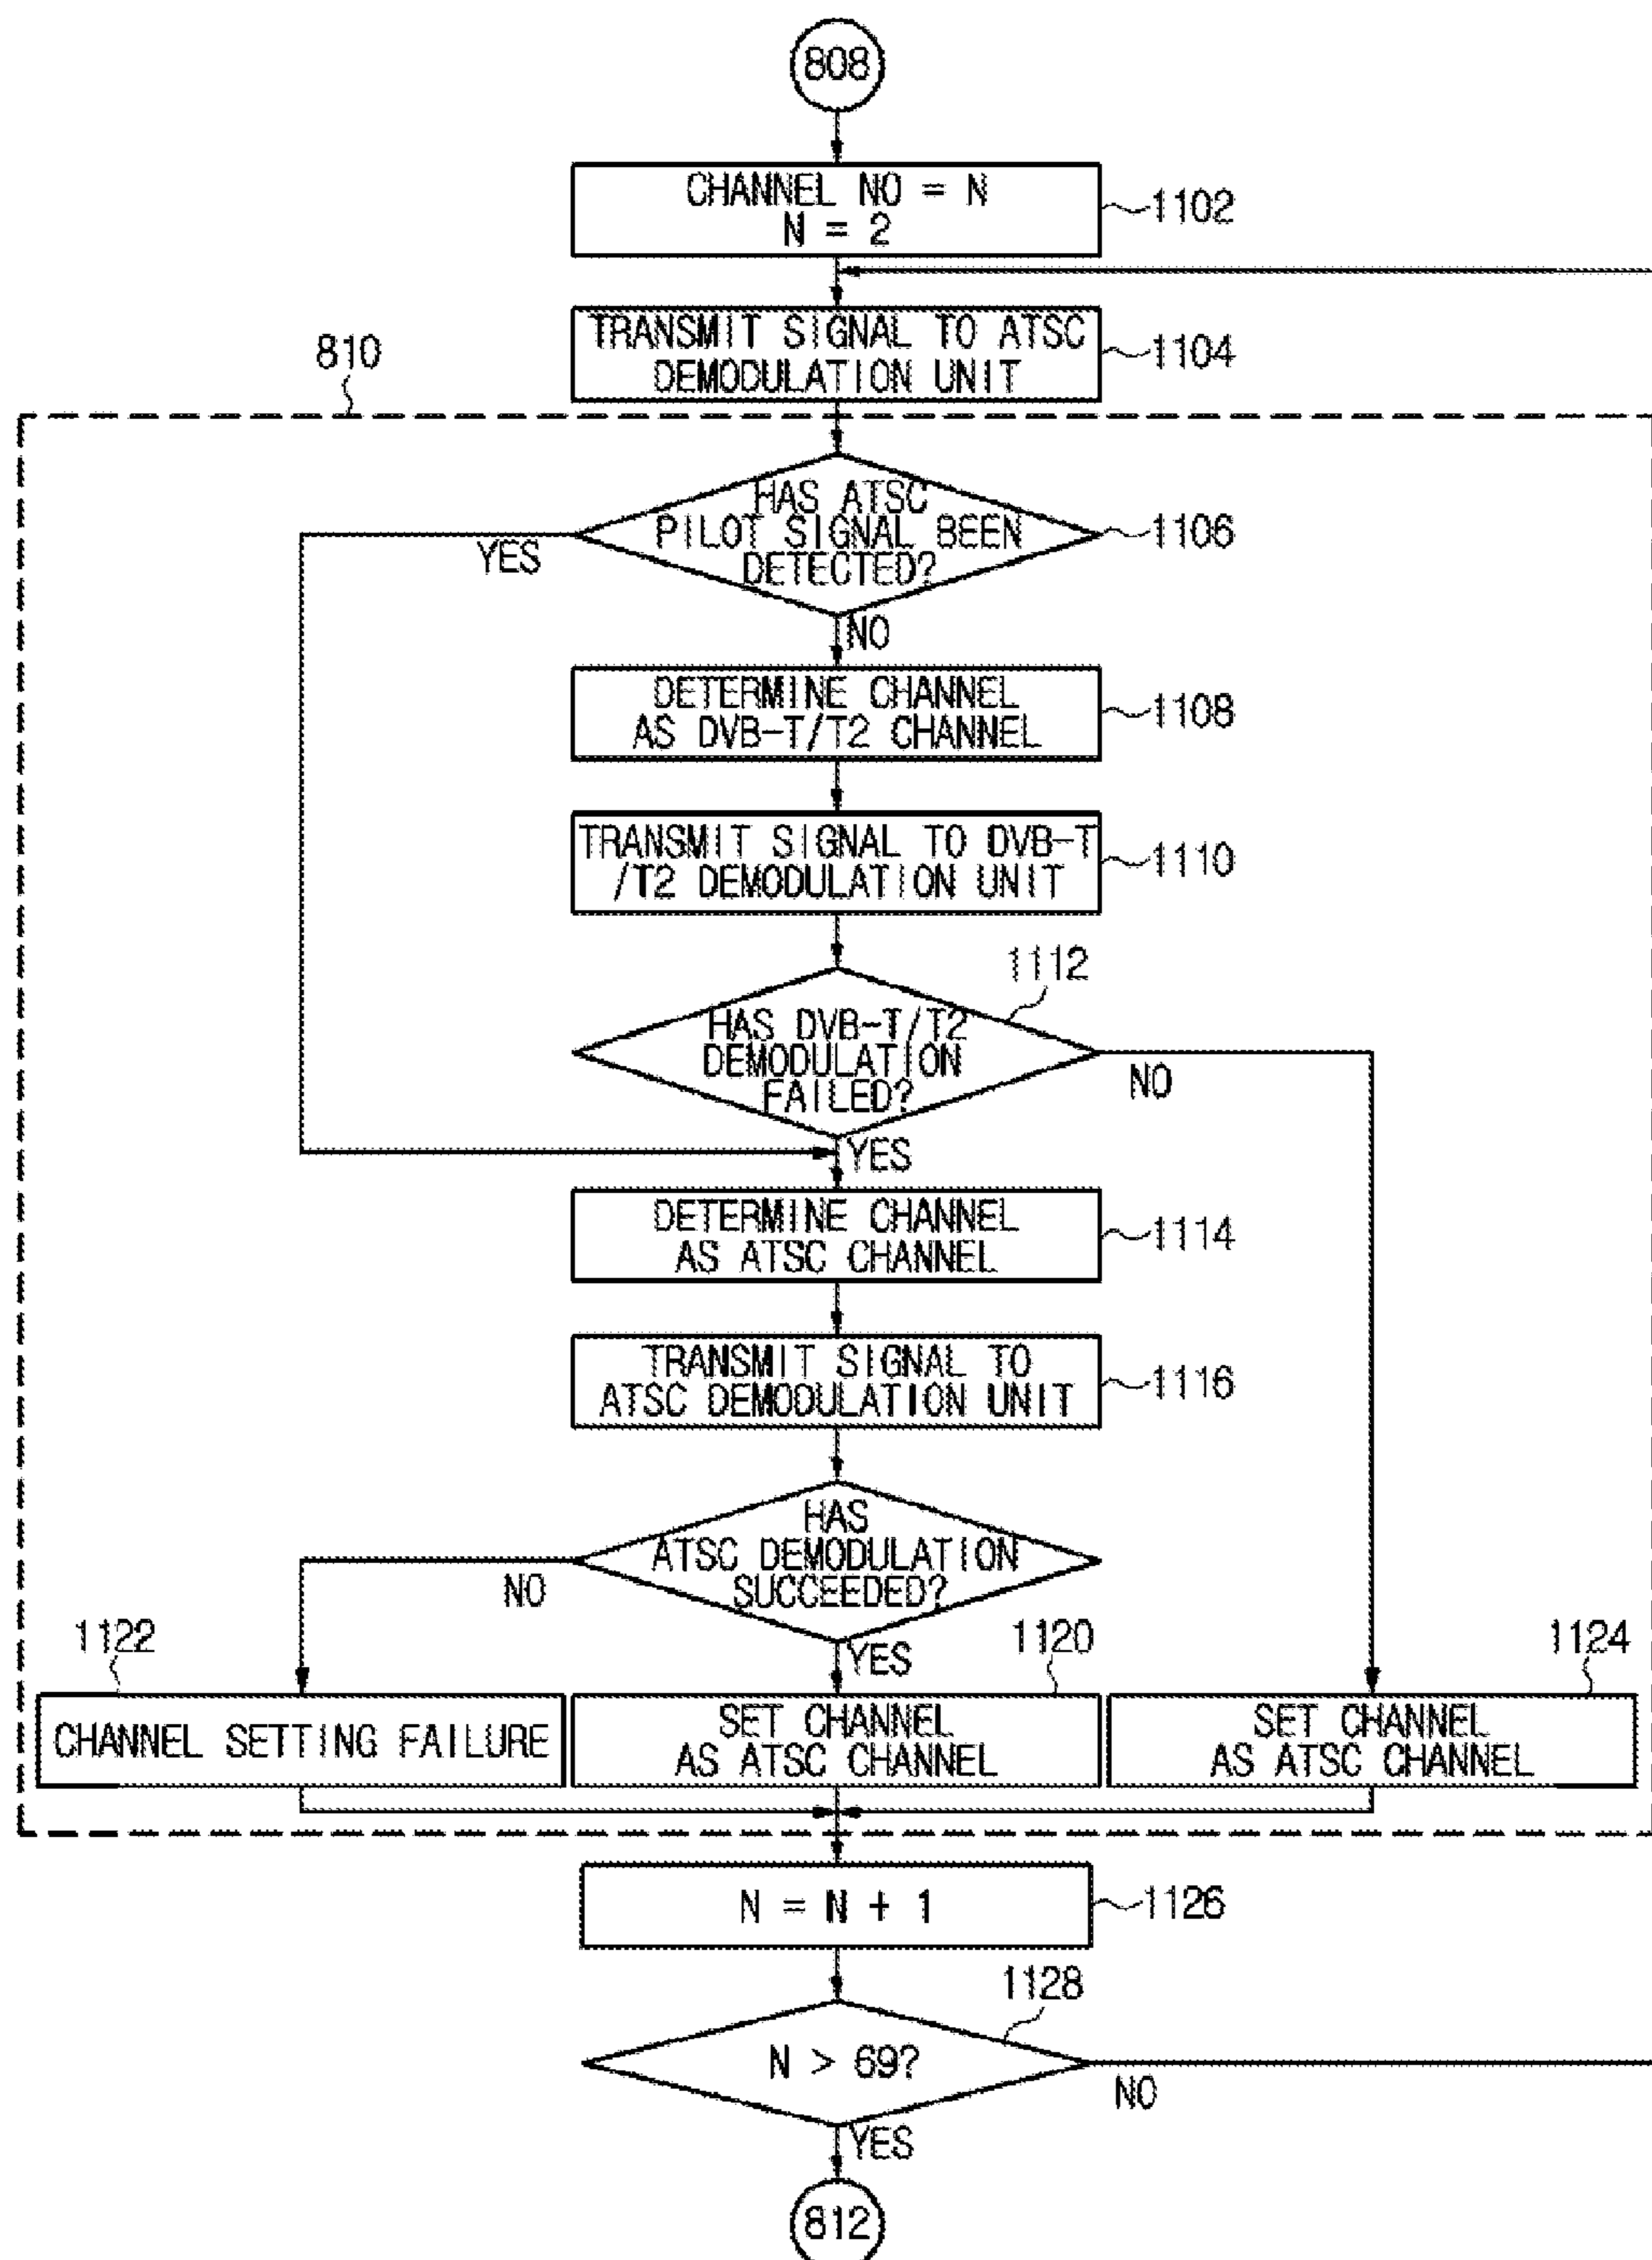 808
CHANNEL NO = N
N = 2
1102
TRANSMIT SIGNAL TO ATSC
DEMODULATION UNIT
1104
810
HAS ATSC
PILOT SIGNAL BEEN
DETECTED?
1106
YES
NO
DETERMINE CHANNEL
AS DVB-T/T2 CHANNEL
1108
TRANSMIT SIGNAL TO DVB-T
/T2 DEMODULATION UNIT
1110
1112
HAS DVB-T/T2
DEMODULATION
FAILED?
NO
YES
DETERMINE CHANNEL
AS ATSC CHANNEL
1114
TRANSMIT SIGNAL TO
ATSC DEMODULATION UNIT
1116
HAS
ATSC DEMODULATION
SUCCEEDED?
NO
YES
1122
1120
1124
CHANNEL SETTING FAILURE
SET CHANNEL
AS ATSC CHANNEL
SET CHANNEL
AS ATSC CHANNEL
N = N + 1
1126
1128
N > 69?
NO
YES
812